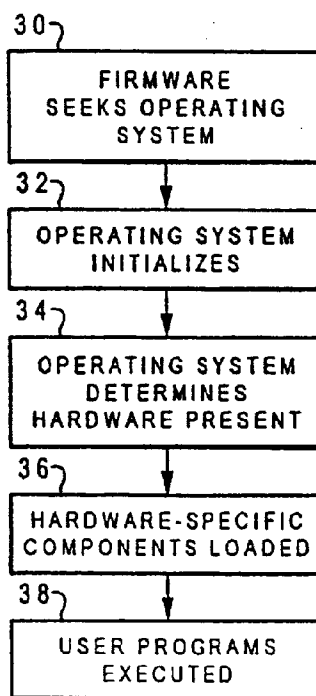 30
FIRMWARE
SEEKS OPERATING
SYSTEM
32
OPERATING SYSTEM
INITIALIZES
34
OPERATING SYSTEM
DETERMINES
HARDWARE PRESENT
36
HARDWARE-SPECIFIC
COMPONENTS LOADED
38
USER PROGRAMS
EXECUTED